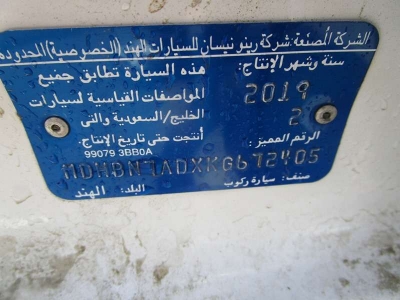 الشركة المصنعة: شركة رينو نيسان للسيارات الهند (الخصوصية) المحدودة
سنة وشهر الإنتاج: هذه السيارة تطابق جميع
2019 المواصفات القياسية لسيارات
2 الخليج/السعودية والتى
الرقم المميز: أنتجت حتى تاريخ الإنتاج.
99079 3BB0A
MDHBN7ADXKG672405
صنف: سيارة ركوب البلد: الهند